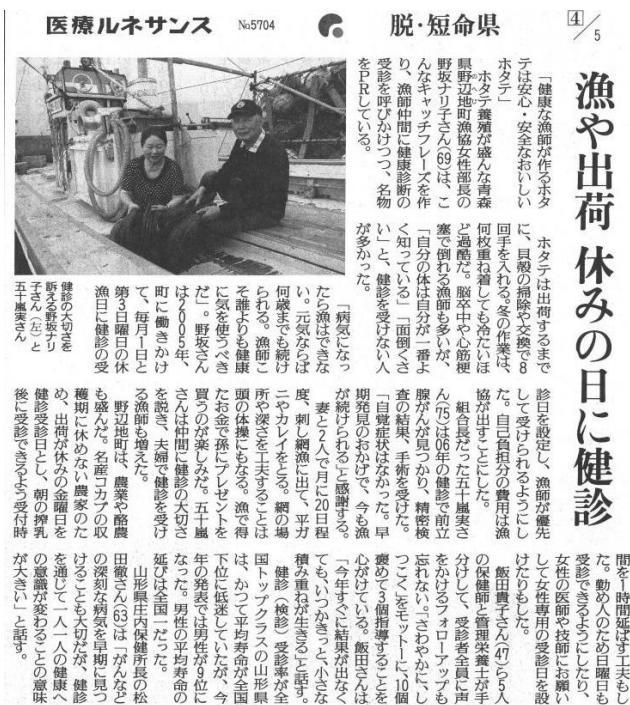 医療ルネサンス No.5704
脱・短命県
4/5
漁や出荷 休みの日に健診
「健康な漁師が作るホタ
テは安心・安全なおいしい
ホタテ」
ホタテ養殖が盛んな青森
県野辺地町漁協女性部長の
野坂ナリ子さん(69)は、こ
んなキャッチフレーズを作
り、漁師仲間に健康診断の
受診を呼びかけつつ、名物
をPRしている。
ホタテは出荷するまで
に、貝殻の掃除や交換で8
回手を入れる。冬の作業は、
何枚重ね着しても冷たいほ
ど過酷だ。脳卒中や心筋梗
塞で倒れる漁師も多いが、
「自分の体は自分が一番よ
く知っている」「面倒くさ
い」と、健診を受けない人
が多かった。
「病気になっ
たら漁はできな
い。元気ならば
何歳までも続け
られる。漁師こ
そ誰よりも健康
に気を使うべき
だ」。野坂さん
は2005年、
町に働きかけ
て、毎月1日と
第3日曜日の休
漁日に健診の受
健診の大切さを
訴える野坂ナリ
子さん(左)と
五十嵐実さん
診日を設定し、漁師が優先
して受けられるようにし
た。自己負担分の費用は漁
協が出すことにした。
組合長だった五十嵐実さ
ん(75)は06年の健診で前立
腺がんが見つかり、精密検
査の結果、手術を受けた。
「自覚症状はなかった。早
期発見のおかげで、今も漁
が続けられる」と感謝する。
妻と2人で月に20日程
度、刺し網漁に出て、平ガ
ニやカレイをとる。網の場
所や深さを工夫することは
頭の体操にもなる。漁で得
たお金で孫にプレゼントを
買うのが楽しみだ。五十嵐
さんは仲間に健診の大切さ
を説き、夫婦で健診を受け
る漁師も増えた。
野辺地町は、農業や酪農
も盛んだ。名産コカブの収
穫期に休めない農家のた
め、出荷が休みの金曜日を
健診受診日とし、朝の搾乳
後に受診できるよう受付時
間を1時間延ばす工夫もし
た。勤め人のため日曜日も
受診できるようにしたり、
女性の医師や技師にお願い
して女性専用の受診日を設
けたりもした。
飯田貴子さん(47)ら5人
の保健師と管理栄養士が手
分けして、受診者全員に声
をかけるフォローアップも
忘れない。「さわやかに、し
つこく」をモットーに、10個
褒めて3個指導することを
心がけている。飯田さんは
「今年すぐに結果が出なく
ても、いつかきっと、小さな
積み重ねが生きる」と話す。
健診(検診)受診率が全
国トップクラスの山形県
は、かつて平均寿命が全国
下位に低迷していたが、今
年の発表では男性が9位に
なった。男性の平均寿命の
延びは全国一だった。
山形県庄内保健所長の松
田徹さん(63)は「がんなど
の深刻な病気を早期に見つ
けることも大切だが、健診
を通して一人一人の健康へ
の意識が変わることの意味
が大きい」と話す。